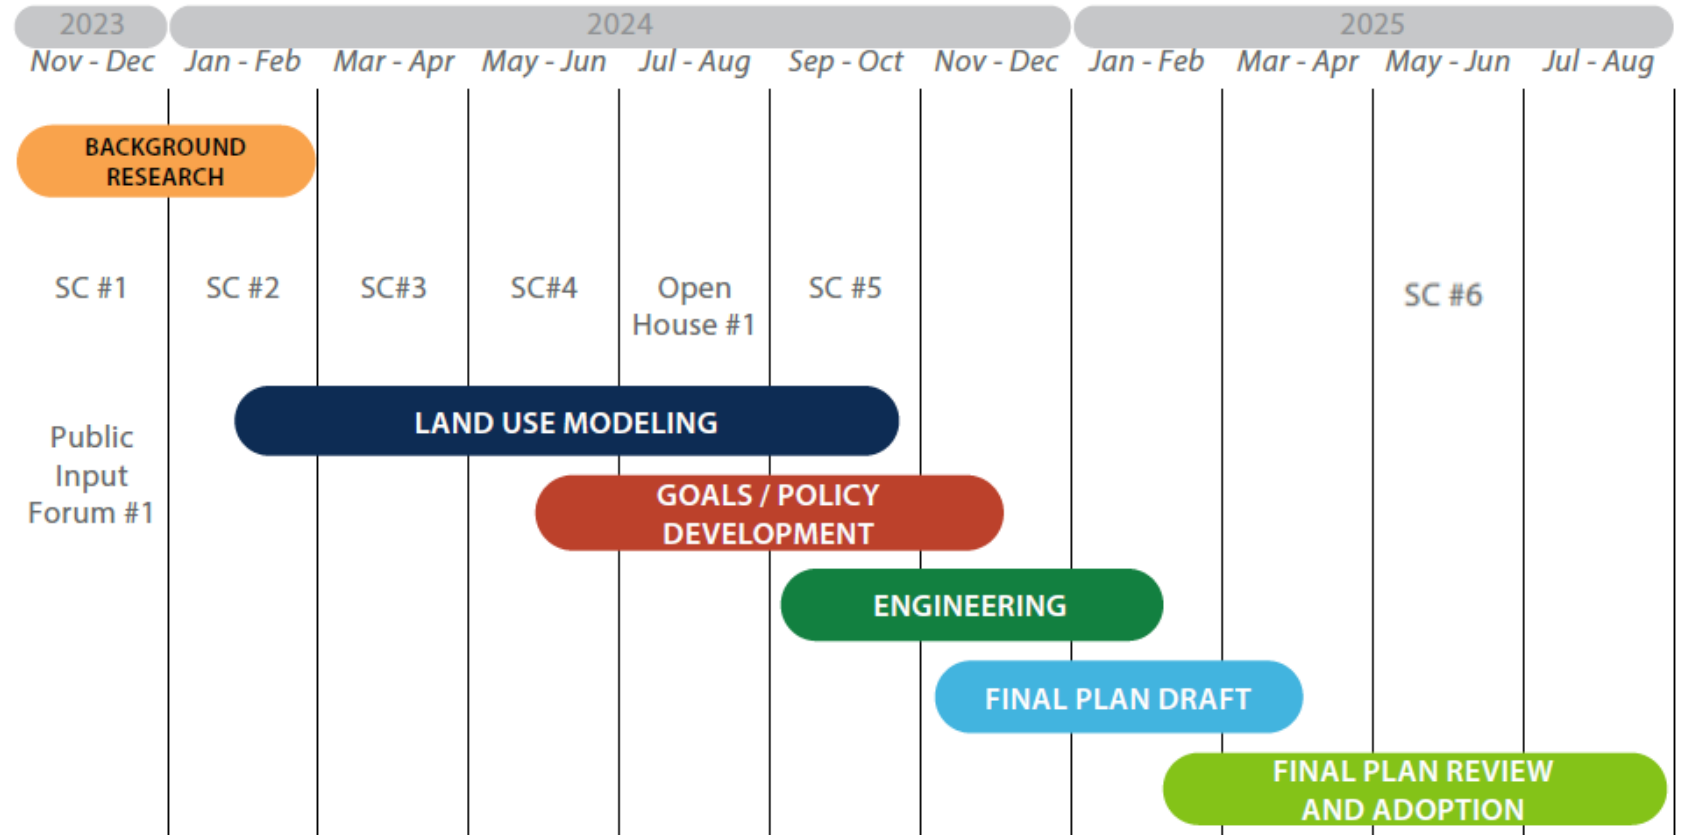 2023 2024 2025
Nov - Dec Jan - Feb Mar - Apr May - Jun Jul - Aug Sep - Oct Nov - Dec Jan - Feb Mar - Apr May - Jun Jul - Aug
BACKGROUND
RESEARCH
SC #1 SC #2 SC#3 SC#4 Open SC #5 SC #6
House #1
LAND USE MODELING
Public
Input
Forum #1
GOALS / POLICY
DEVELOPMENT
ENGINEERING
FINAL PLAN DRAFT
FINAL PLAN REVIEW
AND ADOPTION